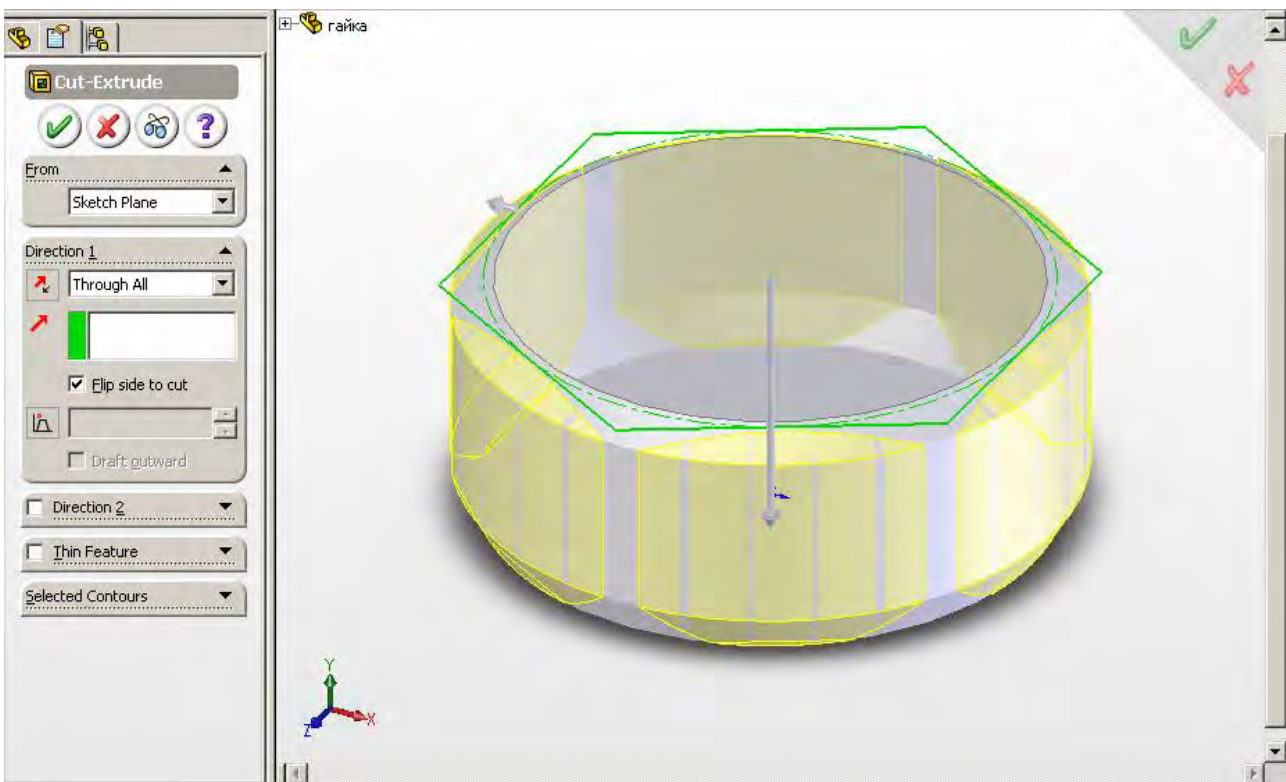 гайка
Cut-Extrude
?
From
Sketch Plane
Direction 1
Through All
Flip side to cut
Draft outward
Direction 2
Thin Feature
Selected Contours
Y
X
Z